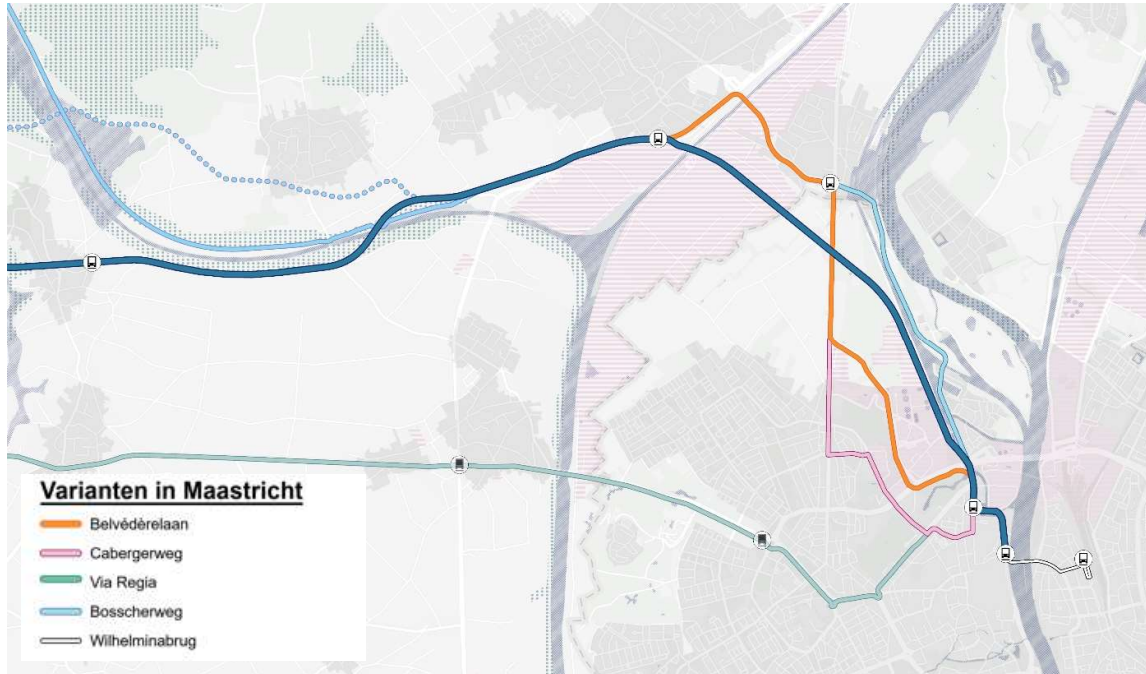 Varianten in Maastricht
Belvédèrelaan
Cabergerweg
Via Regia
Bosscherweg
Wilhelminabrug